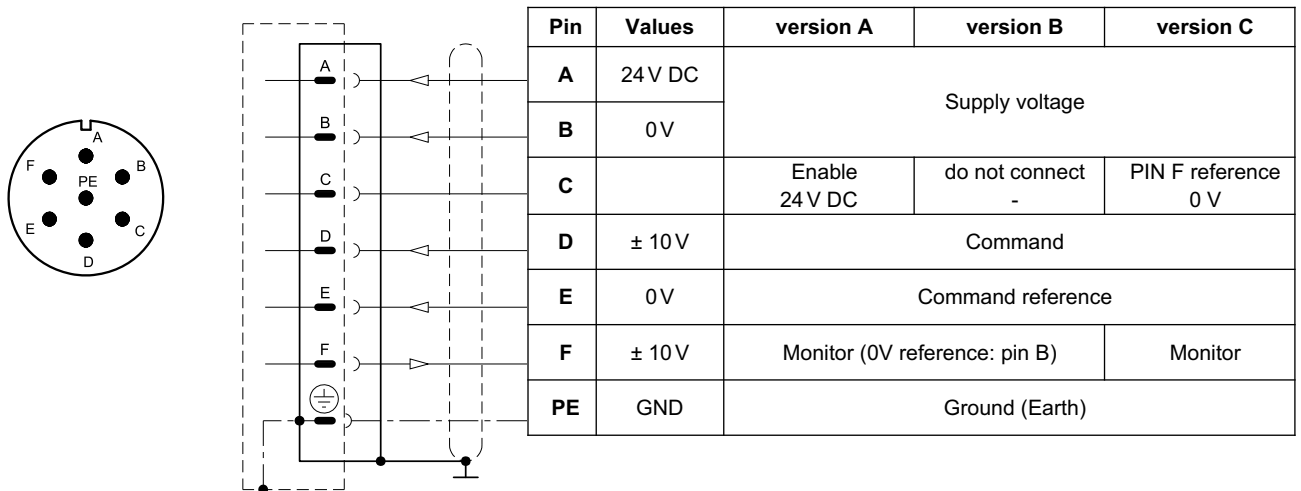 A
F
B
PE
E
C
D
A
B
C
D
E
F
Pin Values version A version B version C
A 24 V DC Supply voltage
B 0 V
C Enable 24 V DC do not connect - PIN F reference 0 V
D ± 10 V Command
E 0 V Command reference
F ± 10 V Monitor (0V reference: pin B) Monitor
PE GND Ground (Earth)